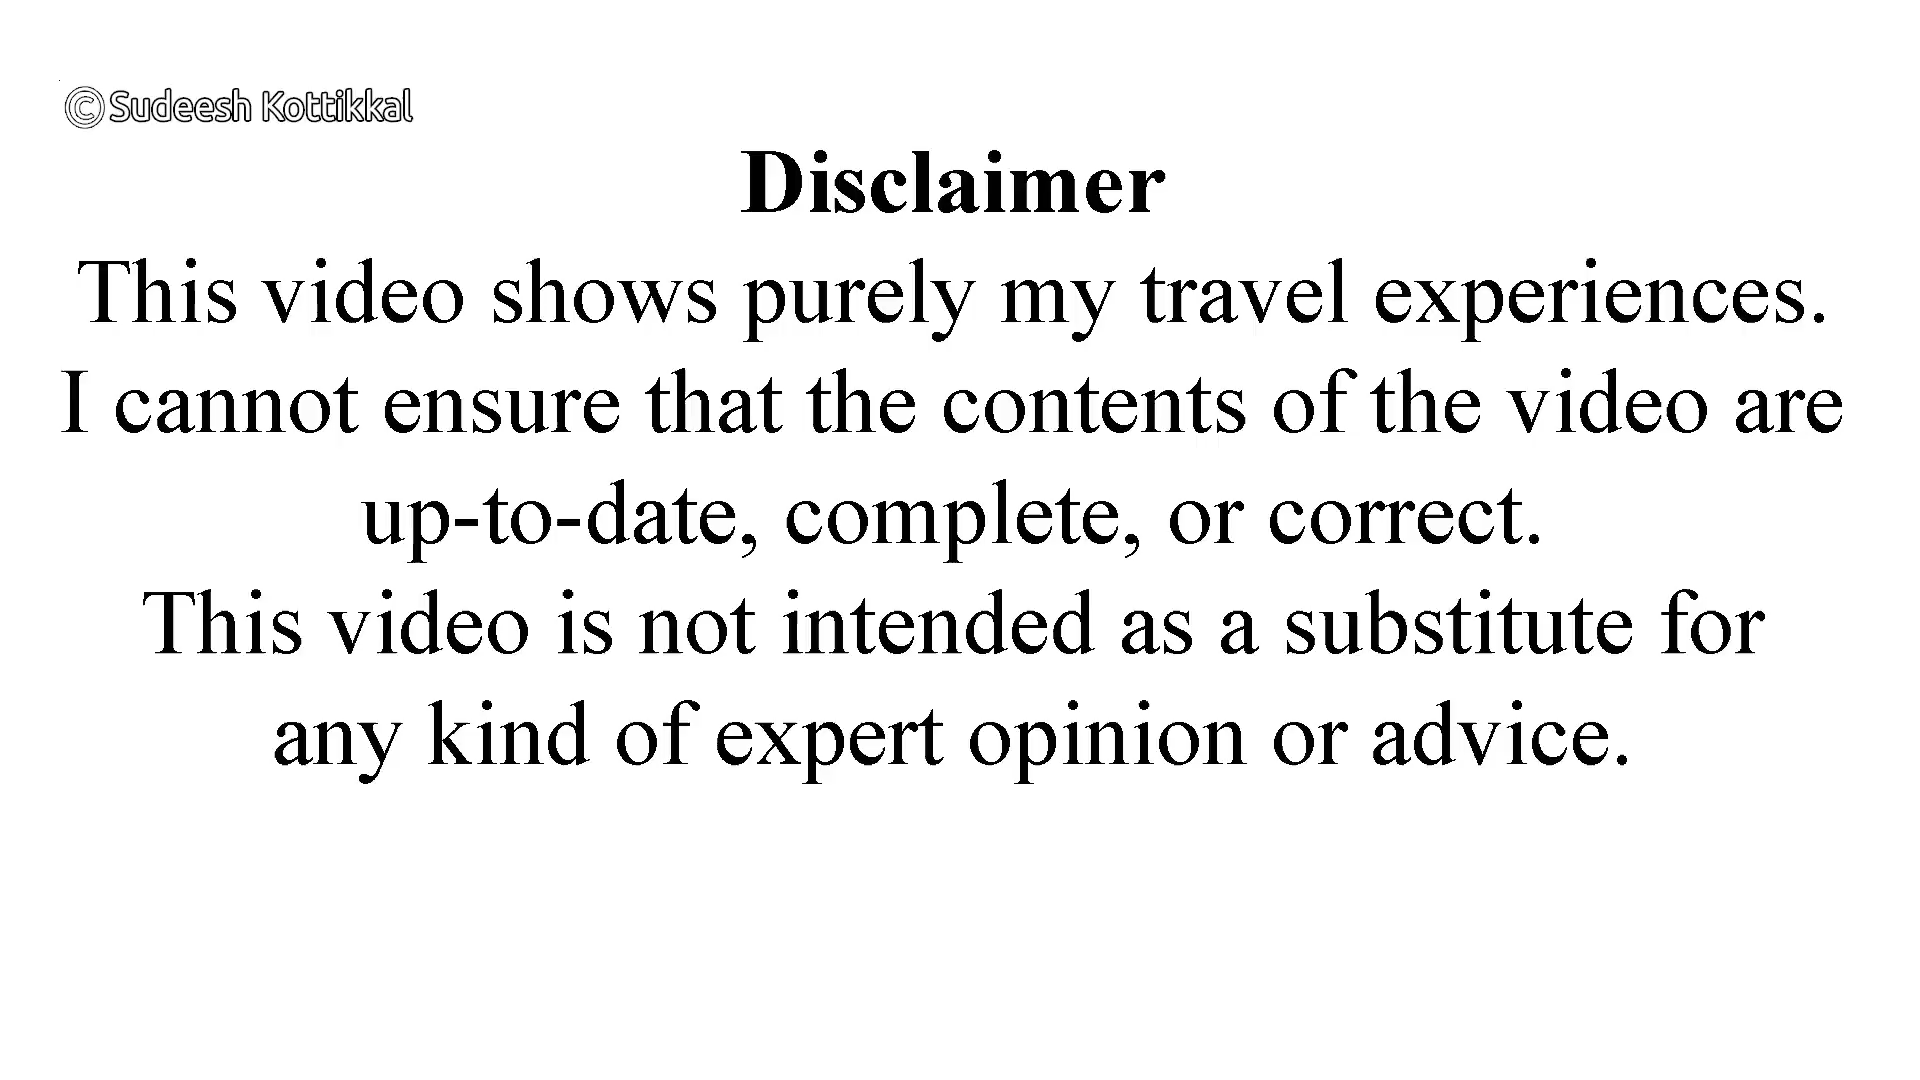 ©Sudeesh Kottikkal
Disclaimer
This video shows purely my travel experiences.
I cannot ensure that the contents of the video are
up-to-date, complete, or correct.
This video is not intended as a substitute for
any kind of expert opinion or advice.